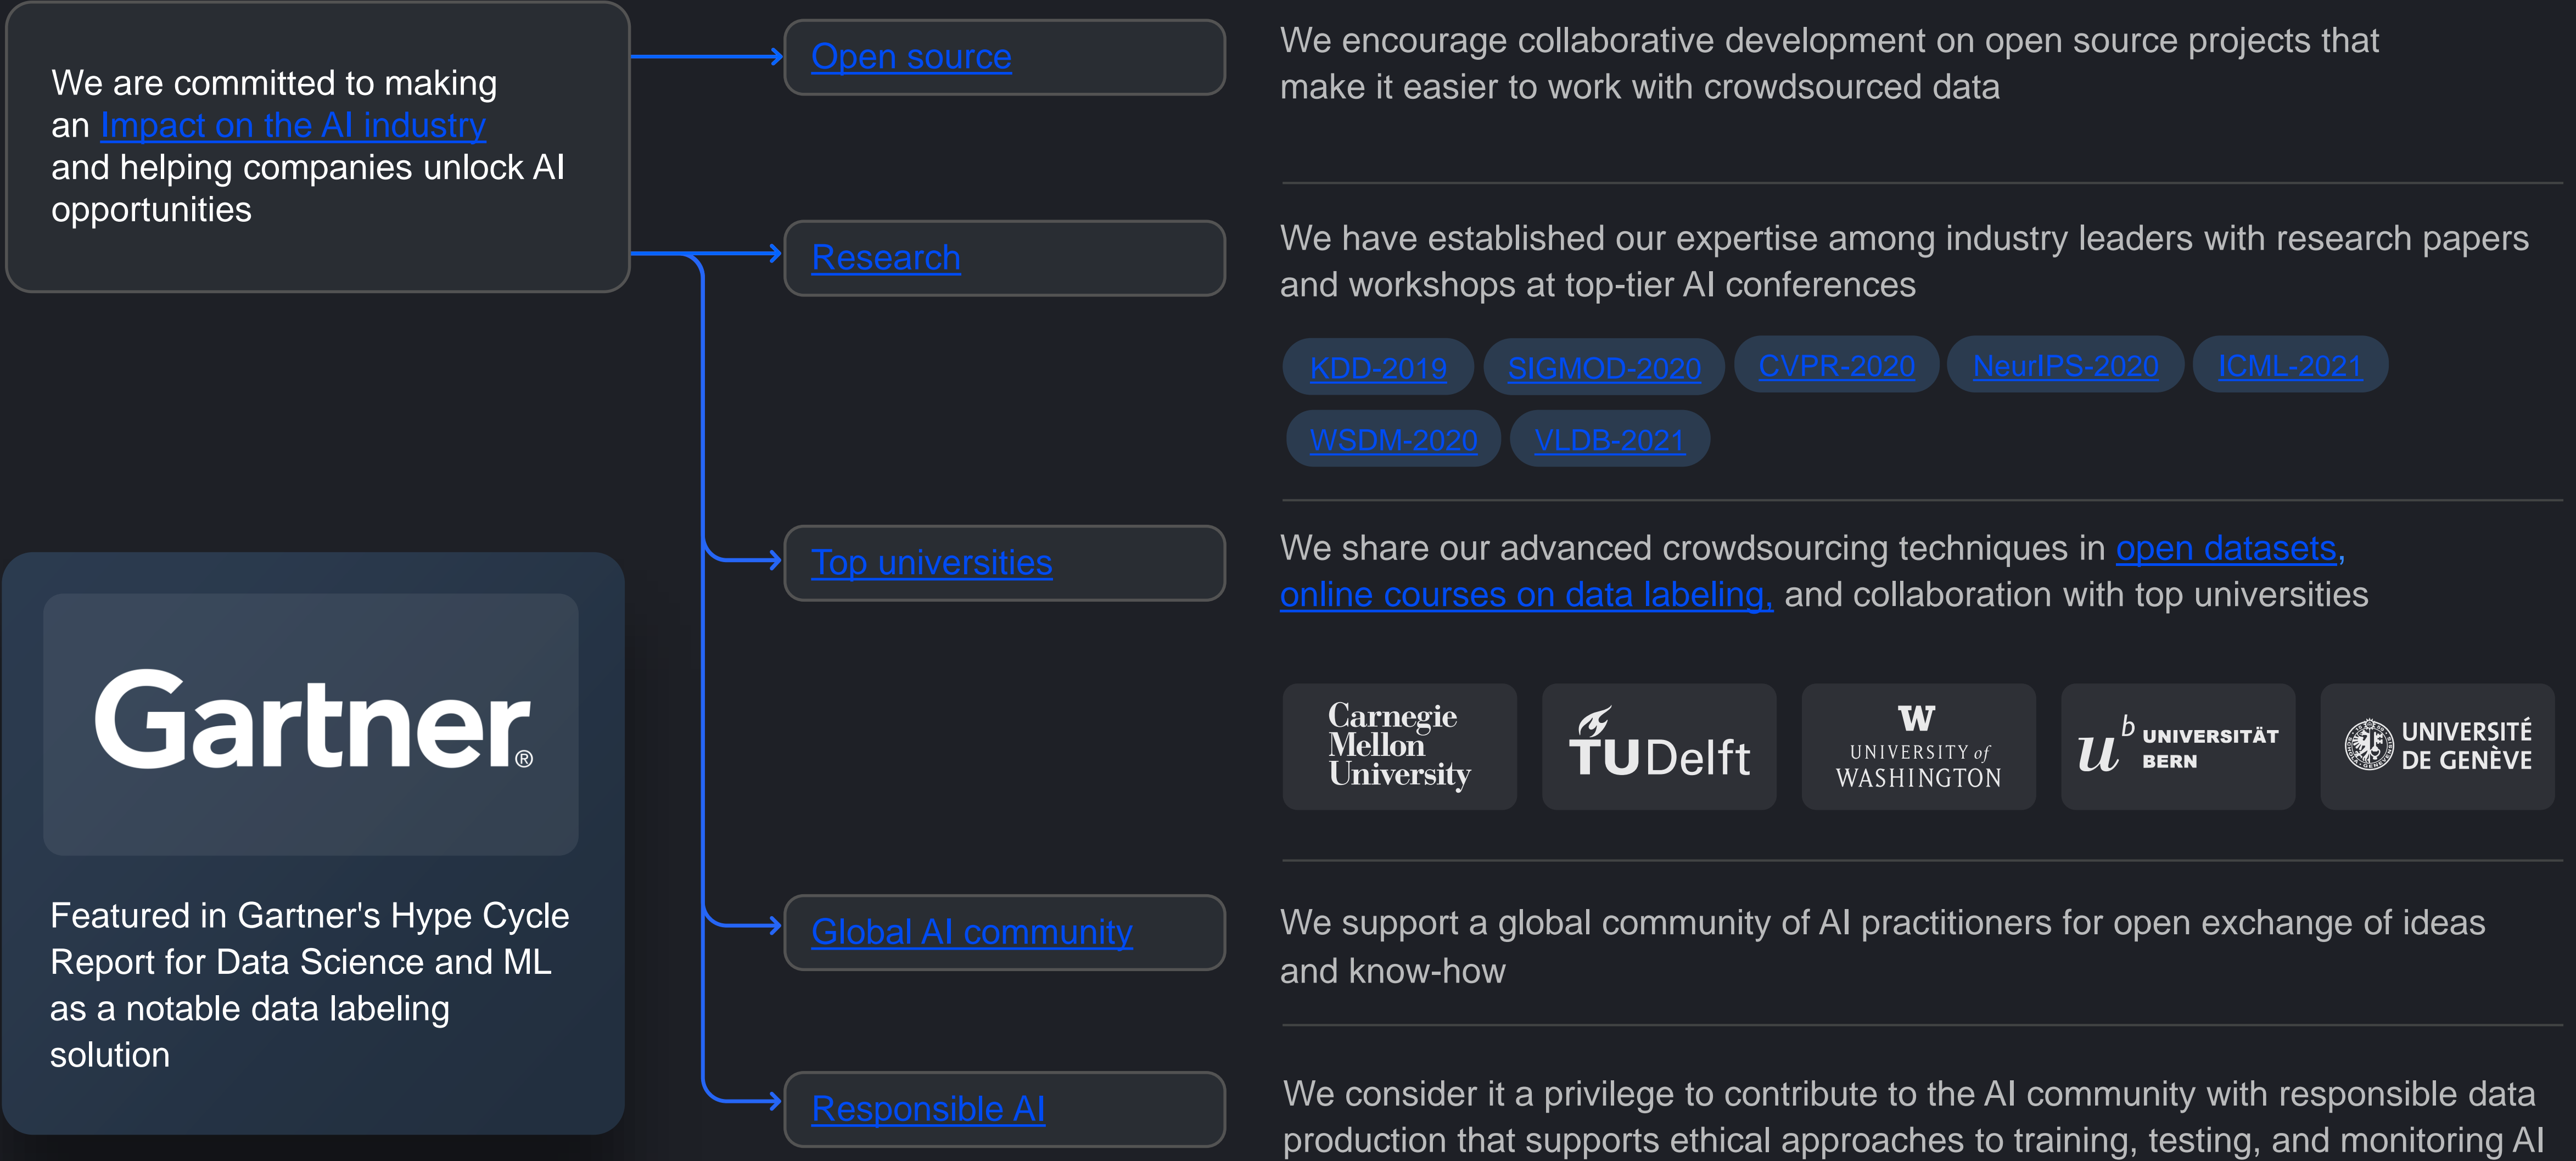 We are committed to making
an Impact on the AI industry
and helping companies unlock AI
opportunities
Open source
We encourage collaborative development on open source projects that
make it easier to work with crowdsourced data
Research
We have established our expertise among industry leaders with research papers
and workshops at top-tier AI conferences
KDD-2019 SIGMOD-2020 CVPR-2020 NeurIPS-2020 ICML-2021
WSDM-2020 VLDB-2021
Top universities
We share our advanced crowdsourcing techniques in open datasets,
online courses on data labeling, and collaboration with top universities
Carnegie
Mellon
University
TUDelft
W
UNIVERSITY of
WASHINGTON
u b UNIVERSITÄT
BERN
UNIVERSITÉ
DE GENÈVE
Gartner®
Featured in Gartner's Hype Cycle
Report for Data Science and ML
as a notable data labeling
solution
Global AI community
We support a global community of AI practitioners for open exchange of ideas
and know-how
Responsible AI
We consider it a privilege to contribute to the AI community with responsible data
production that supports ethical approaches to training, testing, and monitoring AI